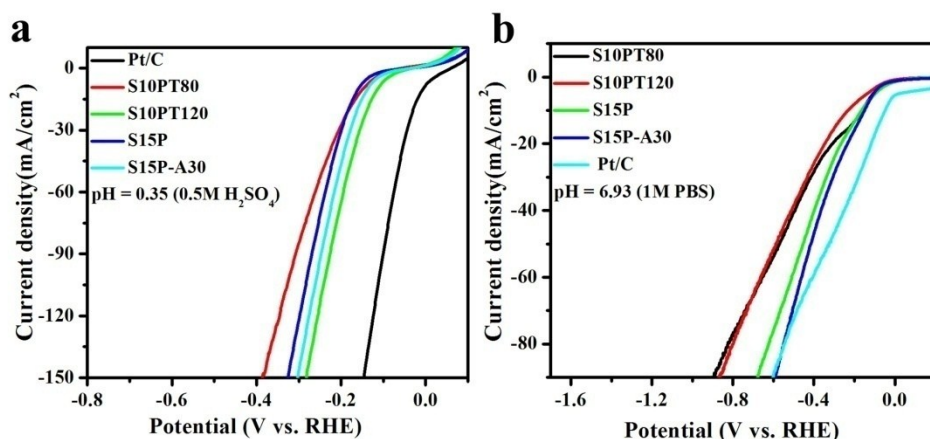 a
Pt/C
S10PT80
S10PT120
S15P
S15P-A30
pH = 0.35 (0.5M H₂SO₄)
Current density(mA/cm²)
0
-30
-60
-90
-120
-150
-0.8 -0.6 -0.4 -0.2 0.0
Potential (V vs. RHE)
b
S10PT80
S10PT120
S15P
S15P-A30
Pt/C
pH = 6.93 (1M PBS)
Current density(mA/cm²)
0
-20
-40
-60
-80
-1.6 -1.2 -0.8 -0.4 0.0
Potential (V vs. RHE)